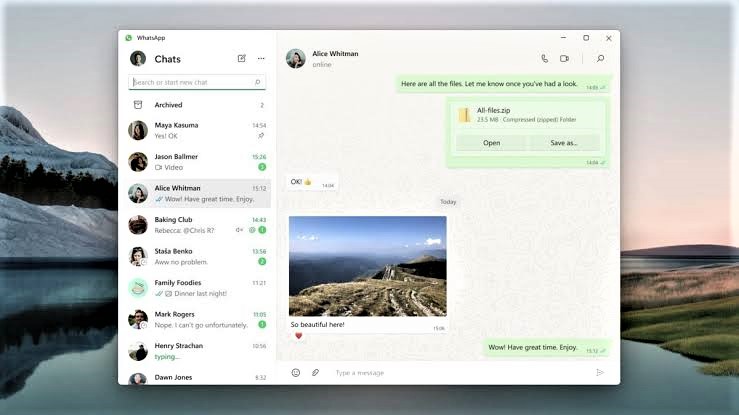 WhatsApp
Chats
Search or start new chat
Archived 2
Maya Kasuma 14:54
Yes! OK
Jason Ballmer 15:26
Video 3
Alice Whitman 15:12
Wow! Have great time. Enjoy.
Baking Club 14:43
Rebecca: @Chris R? @ 1
Staša Benko 13:56
Aww no problem. 2
Family Foodies 11:21
Dinner last night!
Mark Rogers 11:05
Nope. I can't go unfortunately. 1
Henry Strachan 10:56
typing...
Dawn Jones 8:32
Alice Whitman
online
Here are all the files. Let me know once you've had a look. 14:03
All-files.zip
23.5 MB · Compressed (zipped) Folder
Open Save as...
14:04
OK! 👍 14:04
Today
So beautiful here! 15:06
❤️
Wow! Have great time. Enjoy. 15:12
Type a message